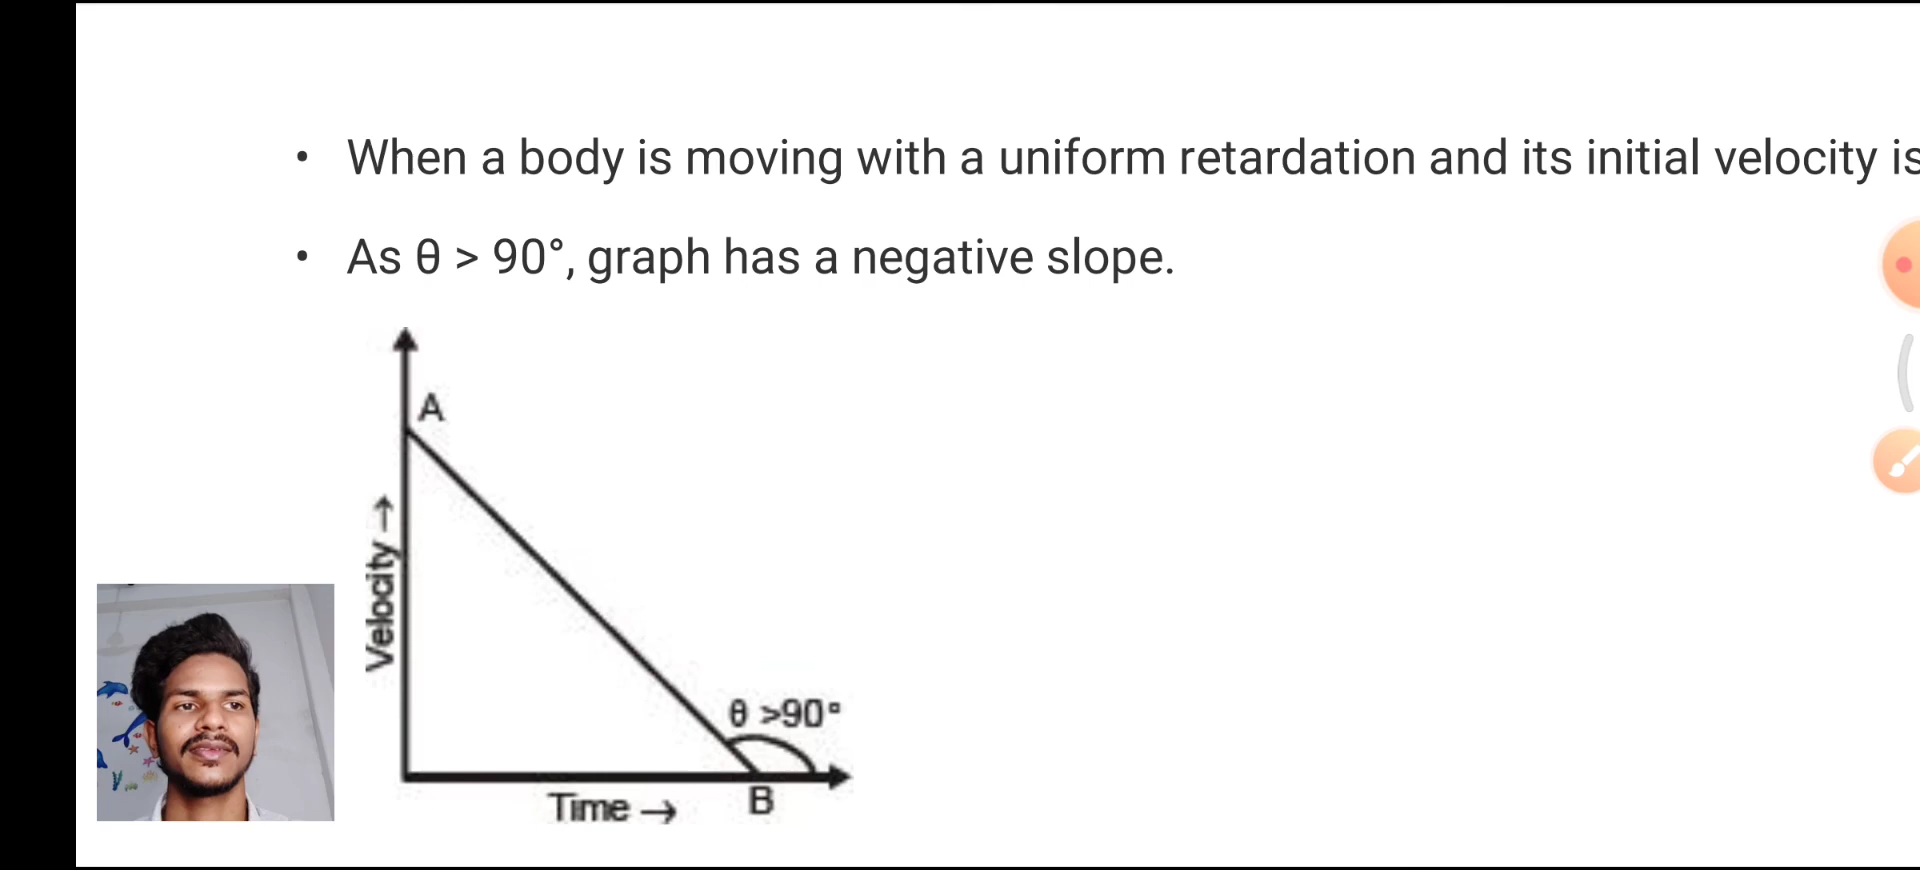 • When a body is moving with a uniform retardation and its initial velocity is
• As θ > 90°, graph has a negative slope.
A
Velocity →
θ >90°
Time →
B